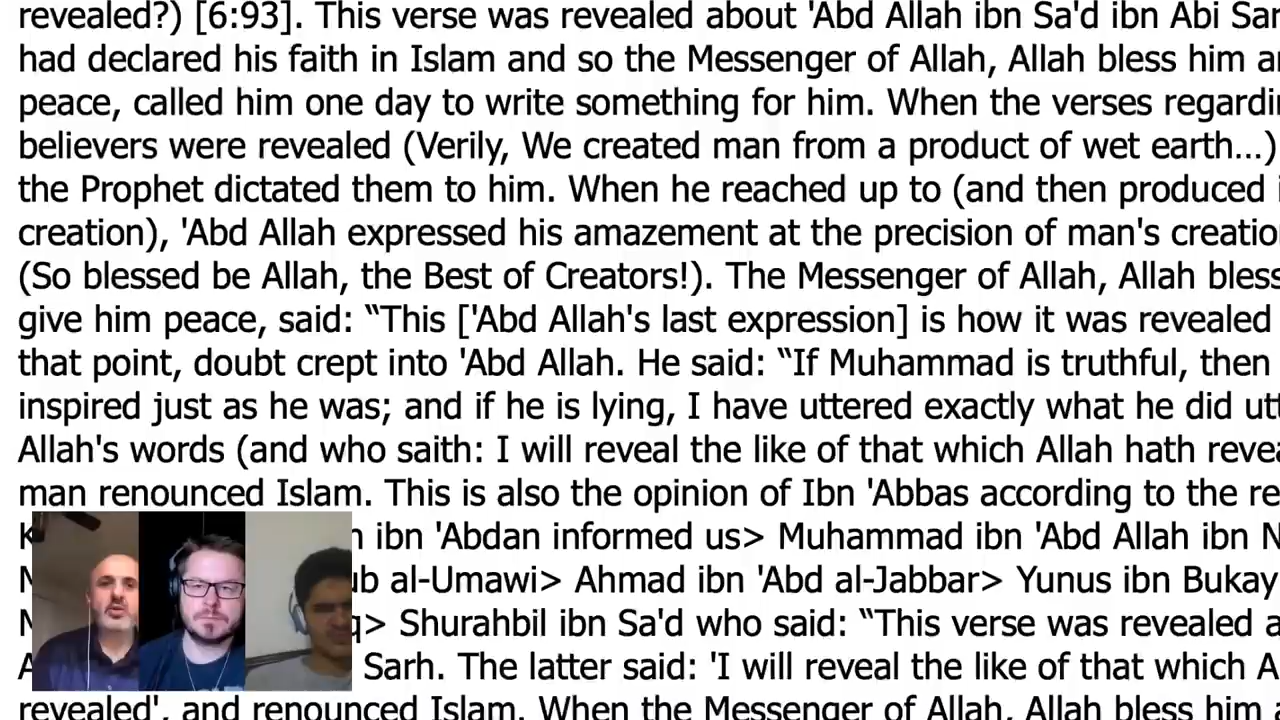 revealed?) [6:93]. This verse was revealed about 'Abd Allah ibn Sa'd ibn Abi
had declared his faith in Islam and so the Messenger of Allah, Allah bless him
peace, called him one day to write something for him. When the verses
believers were revealed (Verily, We created man from a product of wet earth…)
the Prophet dictated them to him. When he reached up to (and then produced
creation), 'Abd Allah expressed his amazement at the precision of man's
(So blessed be Allah, the Best of Creators!). The Messenger of Allah, Allah
give him peace, said: “This ['Abd Allah's last expression] is how it was revealed
that point, doubt crept into 'Abd Allah. He said: “If Muhammad is truthful, then
inspired just as he was; and if he is lying, I have uttered exactly what he did
Allah's words (and who saith: I will reveal the like of that which Allah hath
man renounced Islam. This is also the opinion of Ibn 'Abbas according to the
ibn 'Abdan informed us> Muhammad ibn 'Abd Allah ibn
al-Umawi> Ahmad ibn 'Abd al-Jabbar> Yunus ibn
Shurahbil ibn Sa'd who said: “This verse was revealed
Sarh. The latter said: 'I will reveal the like of that which
revealed', and renounced Islam. When the Messenger of Allah, Allah bless him